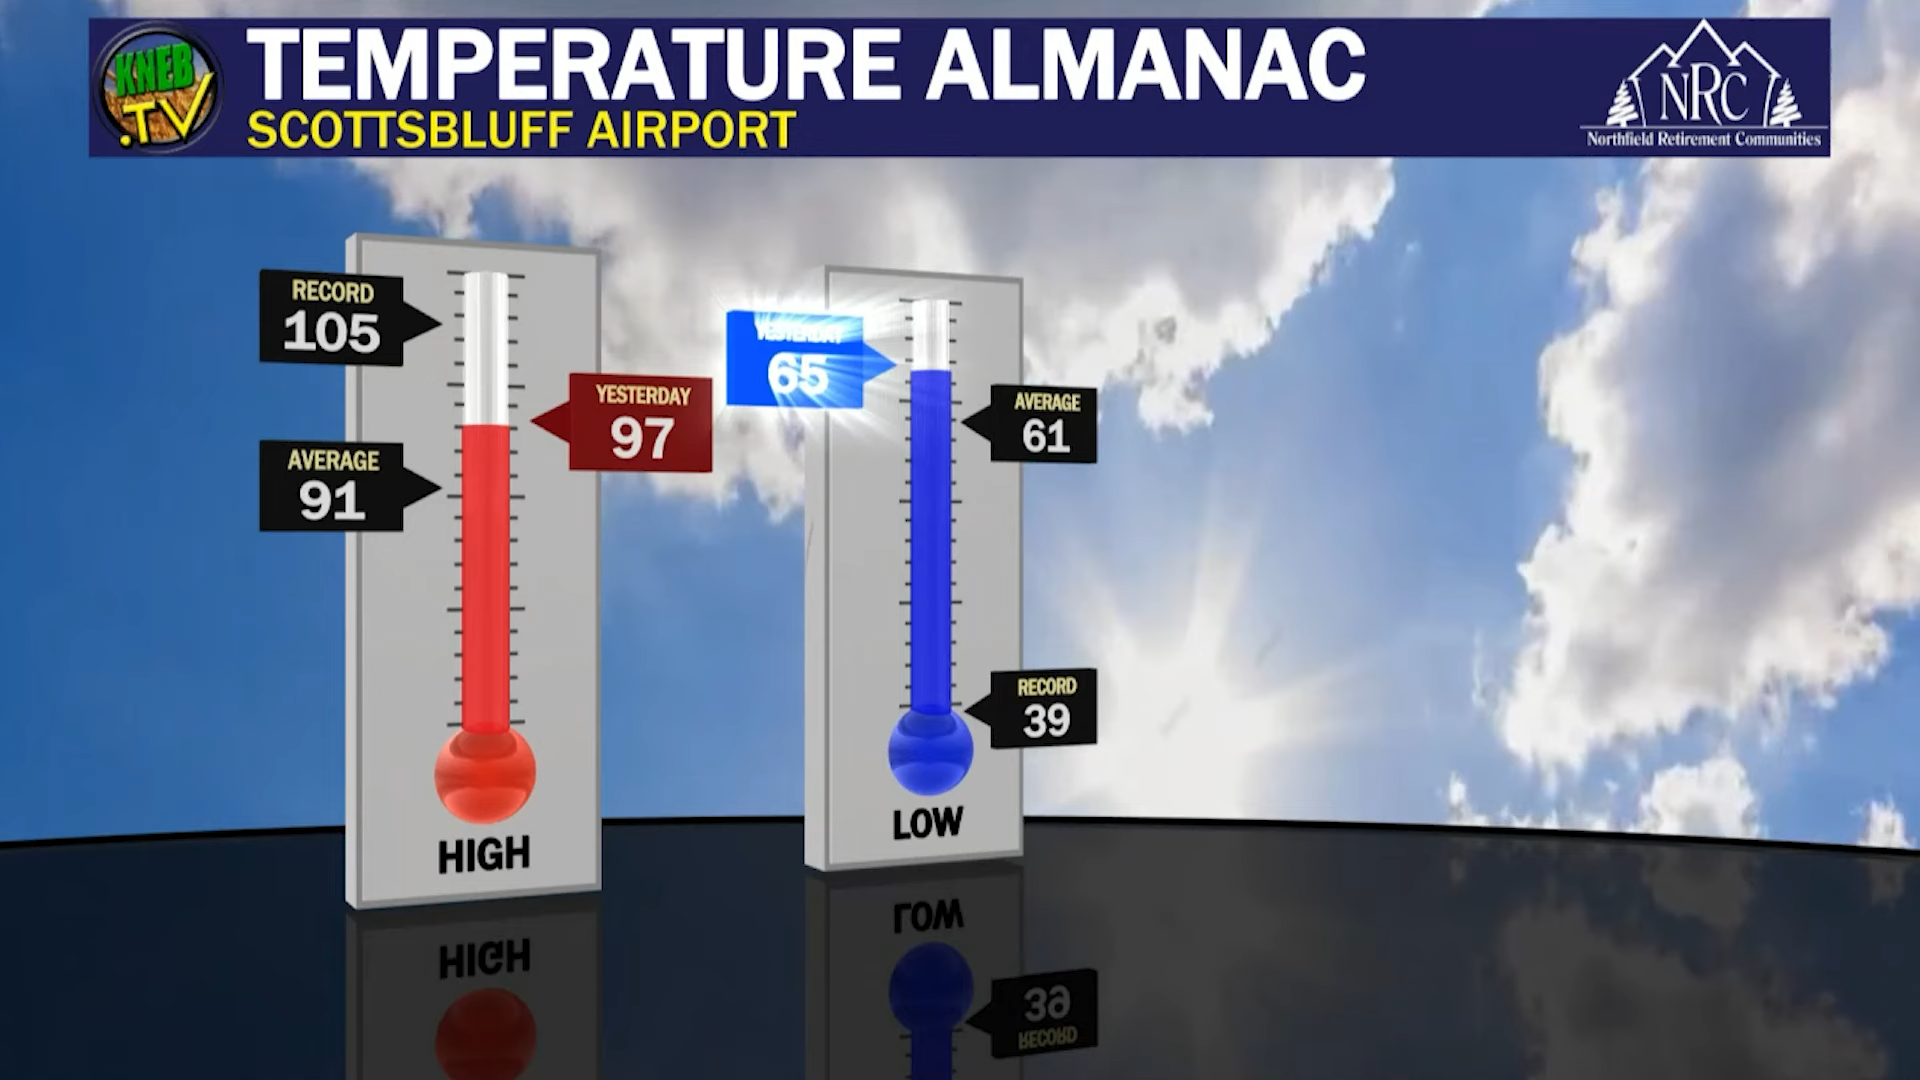 KNEB
.TV
TEMPERATURE ALMANAC
SCOTTSBLUFF AIRPORT
NRC
Northfield Retirement Communities
RECORD
105
YESTERDAY
97
AVERAGE
91
HIGH
YESTERDAY
65
AVERAGE
61
RECORD
39
LOW